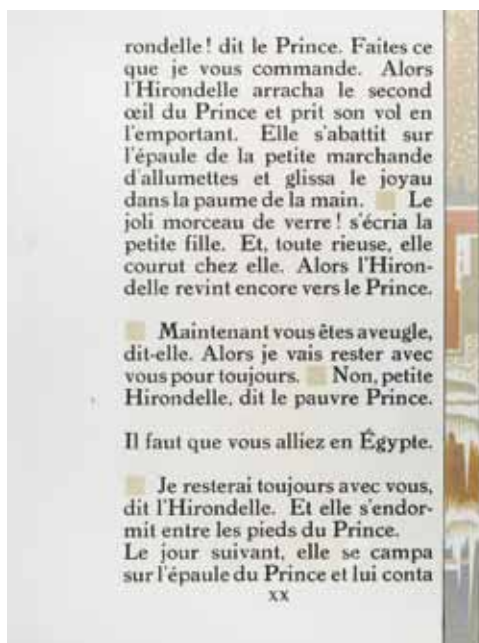 rondelle! dit le Prince. Faites ce
que je vous commande. Alors
l'Hirondelle arracha le second
œil du Prince et prit son vol en
l'emportant. Elle s'abattit sur
l'épaule de la petite marchande
d'allumettes et glissa le joyau
dans la paume de la main. Le
joli morceau de verre! s'écria la
petite fille. Et, toute rieuse, elle
courut chez elle. Alors l'Hiron-
delle revint encore vers le Prince.
Maintenant vous êtes aveugle,
dit-elle. Alors je vais rester avec
vous pour toujours. Non, petite
Hirondelle, dit le pauvre Prince.
Il faut que vous alliez en Égypte.
Je resterai toujours avec vous,
dit l'Hirondelle. Et elle s'endor-
mit entre les pieds du Prince.
Le jour suivant, elle se campa
sur l'épaule du Prince et lui conta
xx